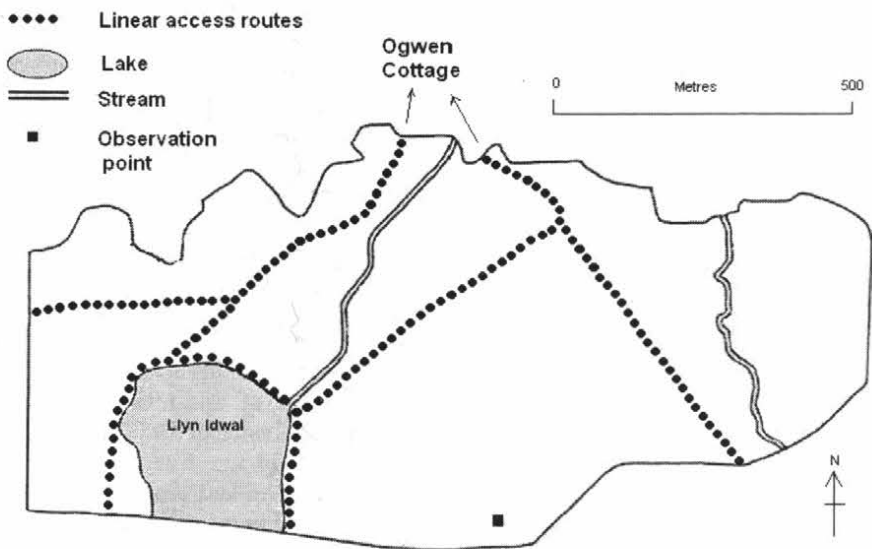 Linear access routes
Lake
Stream
Observation
point
Ogwen
Cottage
0 Metres 500
Llyn Idwal
N